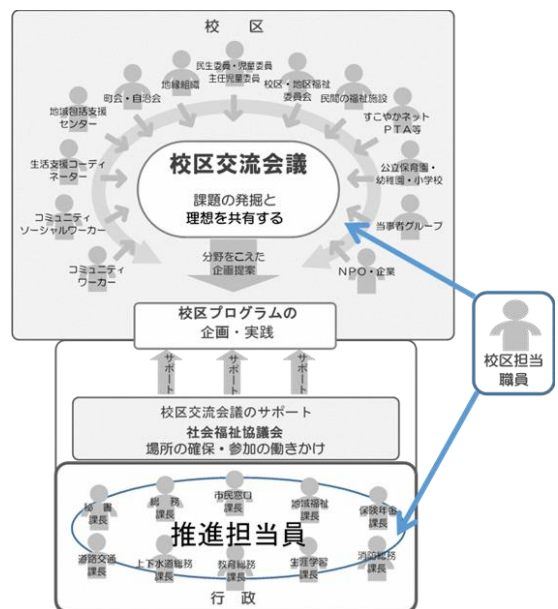 校　区
民生委員・児童委員
主任児童委員
地縁組織
校区・地区福祉
委員会
町会・自治会
民間の福祉施設
地域包括支援
センター
すこやかネット
ＰＴＡ等
生活支援コーディ
ネーター
公立保育園・
幼稚園・小学校
コミュニティ
ソーシャルワーカー
当事者グループ
コミュニティ
ワーカー
ＮＰＯ・企業
校区交流会議
課題の発掘と
理想を共有する
分野をこえた
企画提案
校区プログラムの
企画・実践
サポート
サポート
サポート
校区交流会議のサポート
社会福祉協議会
場所の確保・参加の働きかけ
校区担当
職員
秘　書
課長
総　務
課長
市民窓口
課長
地域福祉
課長
保険年金
課長
推進担当員
道路交通
課長
上下水道総務
課長
教育総務
課長
生涯学習
課長
消防総務
課長
行　政